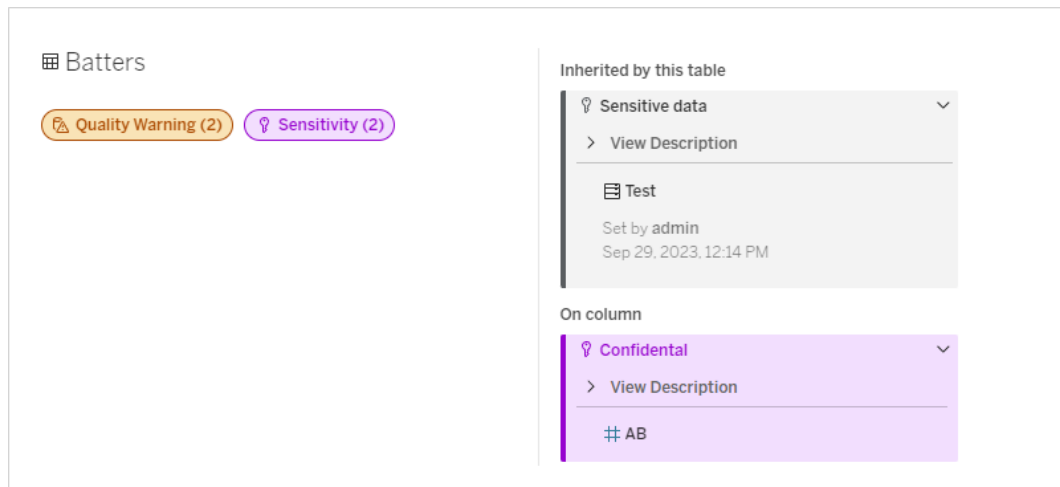 Batters
Quality Warning (2) Sensitivity (2)
Inherited by this table
Sensitive data
View Description
Test
Set by admin
Sep 29, 2023, 12:14 PM
On column
Confidental
View Description
AB